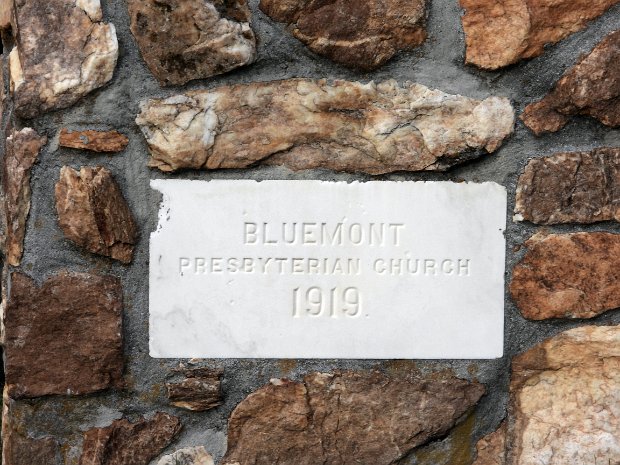 BLUEMONT
PRESBYTERIAN CHURCH
1919.